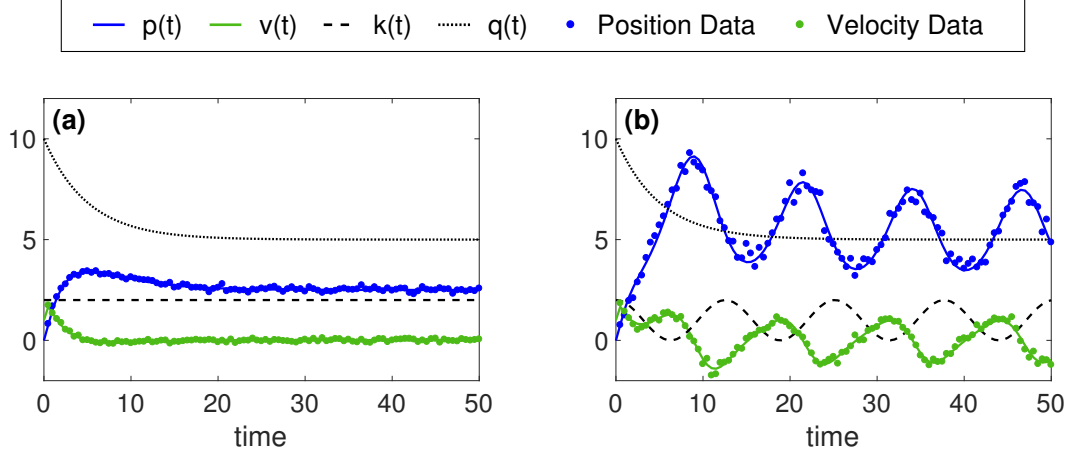 p(t) v(t) k(t) q(t) Position Data Velocity Data
(a) (b)
10 10
5 5
0 0
0 10 20 30 40 50 0 10 20 30 40 50
time time